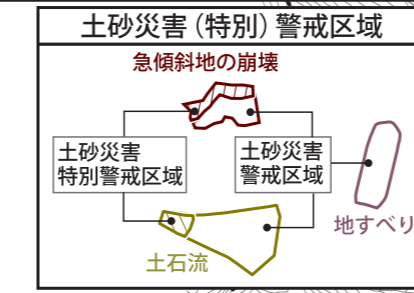 土砂災害（特別）警戒区域
急傾斜地の崩壊
土砂災害
特別警戒区域
土砂災害
警戒区域
地すべり
土石流